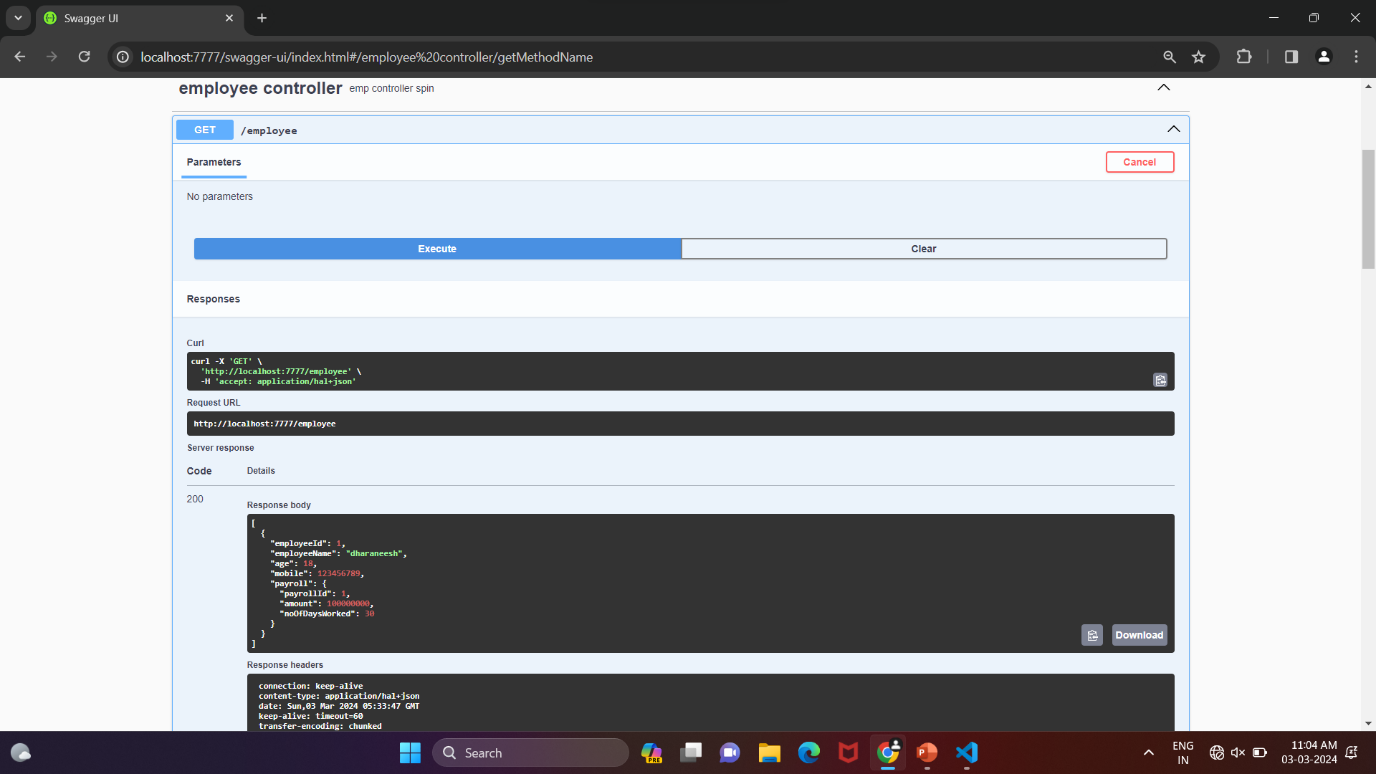 Swagger UI
localhost:7777/swagger-ui/index.html#/employee%20controller/getMethodName
employee controller emp controller spin
GET /employee
Parameters
Cancel
No parameters
Execute
Clear
Responses
Curl
curl -X 'GET' \
'http://localhost:7777/employee' \
-H 'accept: application/hal+json'
Request URL
http://localhost:7777/employee
Server response
Code Details
200
Response body
[
{
"employeeId": 1,
"employeeName": "dharaneesh",
"age": 18,
"mobile": 123456789,
"payroll": {
"payrollId": 1,
"amount": 100000000,
"noOfDaysWorked": 30
}
}
]
Download
Response headers
connection: keep-alive
content-type: application/hal+json
date: Sun,03 Mar 2024 05:33:47 GMT
keep-alive: timeout=60
transfer-encoding: chunked
Search
PRE
P
ENG
IN
11:04 AM
03-03-2024